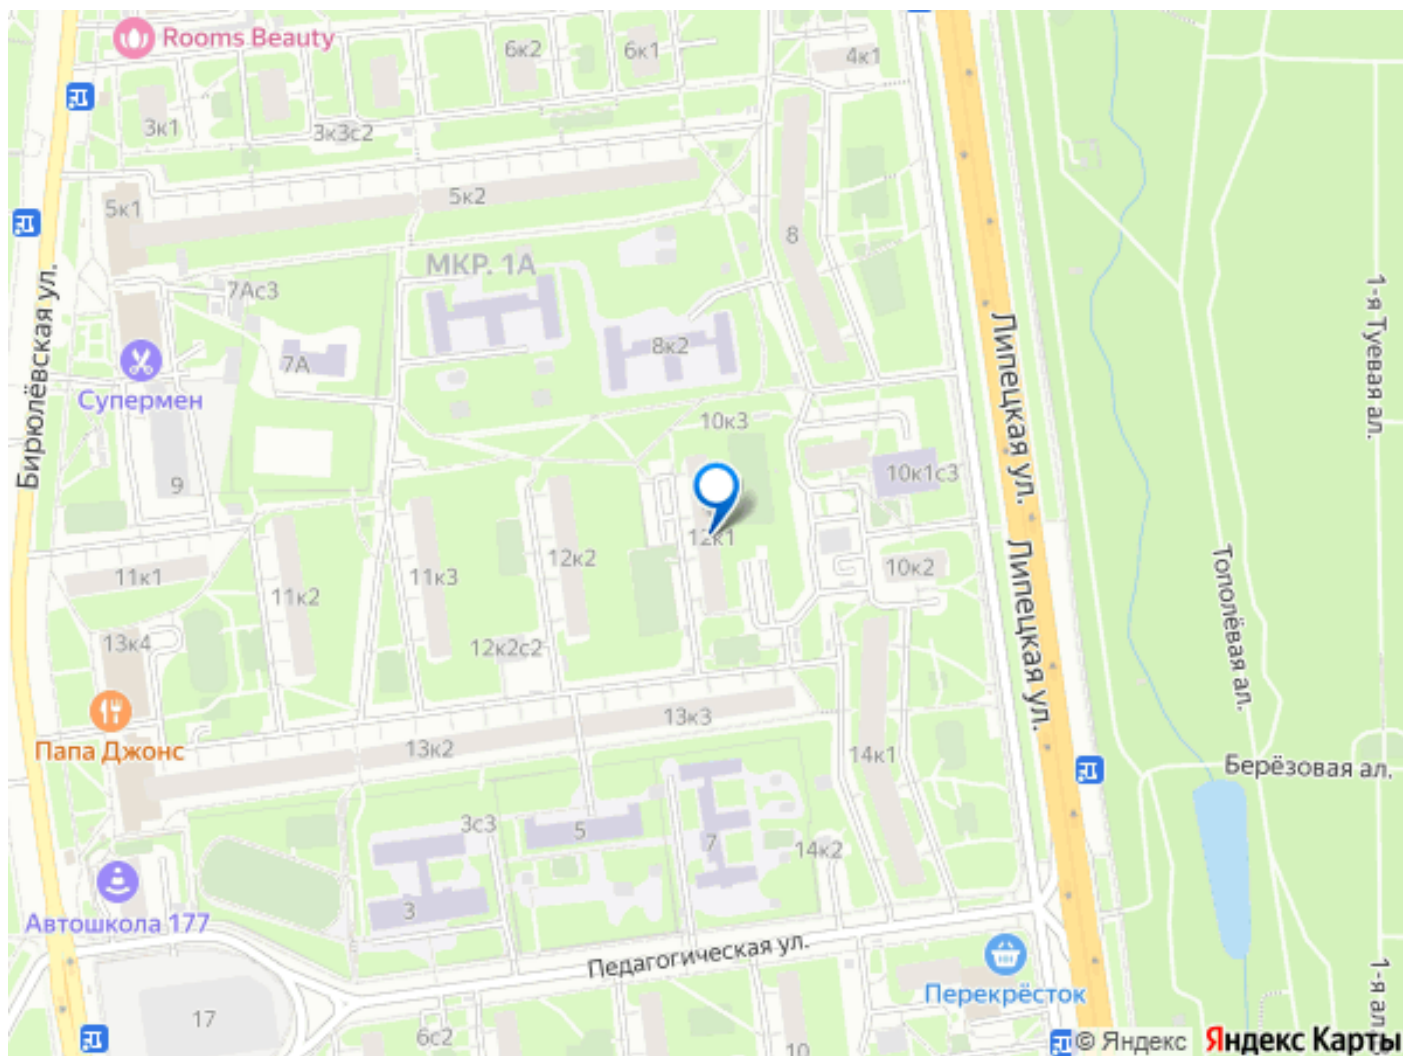 Rooms Beauty
6к2
6к1
4к1
3к1
3к3с2
5к1
5к2
8
МКР. 1А
7Ас3
7А
8к2
Супермен
Бирюлёвская ул.
Липецкая ул.
1-я Туевая ал.
10к3
9
10к1с3
12к1
11к1
11к2
11к3
12к2
10к2
Липецкая ул.
Тополёвая ал.
13к4
12к2с2
Папа Джонс
13к3
13к2
14к1
Берёзовая ал.
3с3
5
7
14к2
3
Автошкола 177
Педагогическая ул.
Перекрёсток
1-я ал.
17
6с2
10
© Яндекс
Яндекс Карты